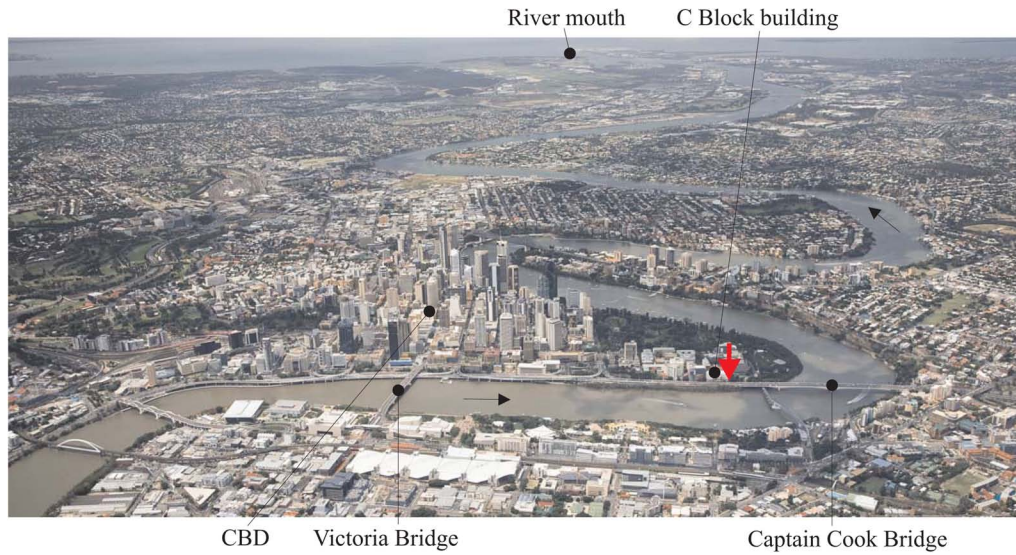 River mouth
C Block building
CBD
Victoria Bridge
Captain Cook Bridge